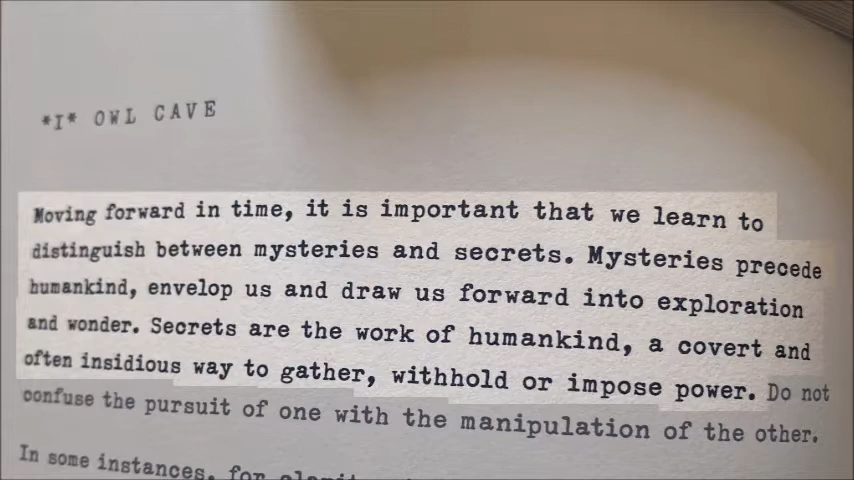 *I* OWL CAVE
Moving forward in time, it is important that we learn to
distinguish between mysteries and secrets. Mysteries precede
humankind, envelop us and draw us forward into exploration
and wonder. Secrets are the work of humankind, a covert and
often insidious way to gather, withhold or impose power. Do not
confuse the pursuit of one with the manipulation of the other.
In some instances, for